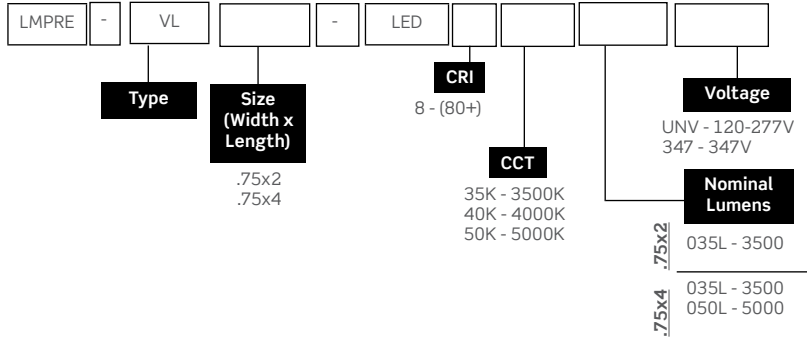 LMPRE - VL - LED
Type
Size
(Width x
Length)
.75x2
.75x4
CRI
8 - (80+)
CCT
35K - 3500K
40K - 4000K
50K - 5000K
Voltage
UNV - 120-277V
347 - 347V
Nominal
Lumens
.75x2
035L - 3500
.75x4
035L - 3500
050L - 5000